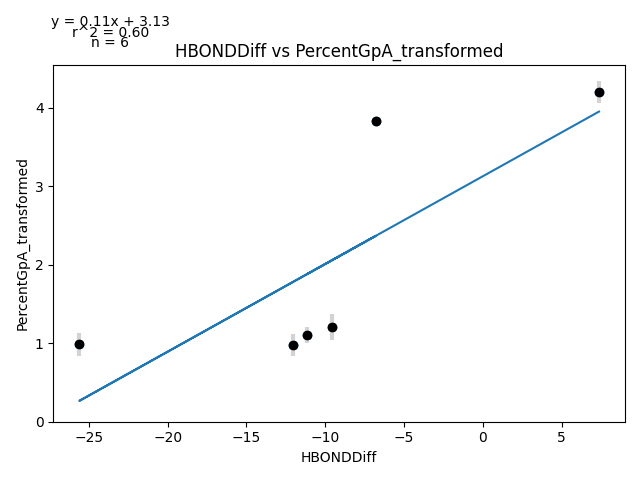 y = 0.11x + 3.13
r^2 = 0.60
n = 6
HBONDDiff vs PercentGpA_transformed
PercentGpA_transformed
4
3
2
1
0
−25
−20
−15
−10
−5
0
5
HBONDDiff